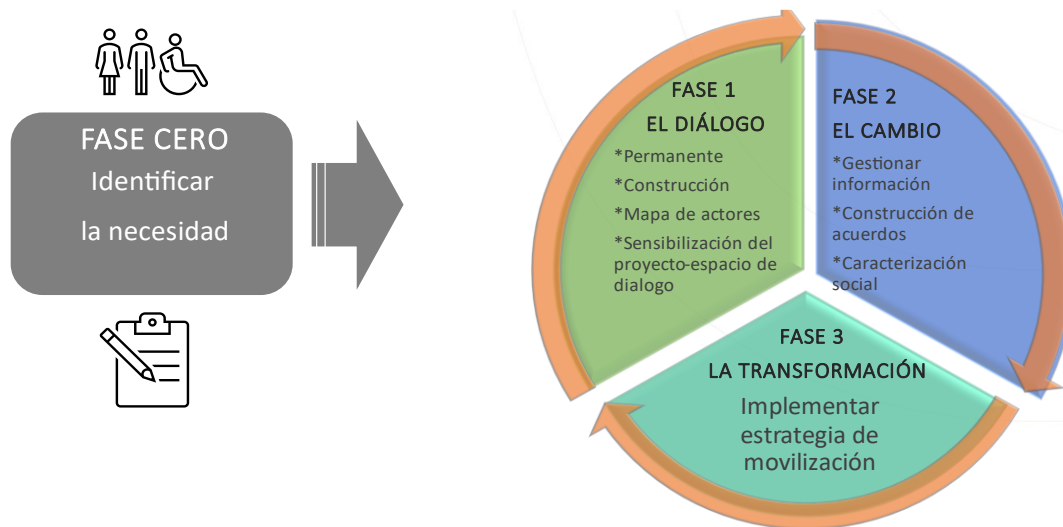 FASE CERO
Identificar
la necesidad
FASE 1
EL DIÁLOGO
*Permanente
*Construcción
*Mapa de actores
*Sensibilización del
proyecto-espacio de
dialogo
FASE 2
EL CAMBIO
*Gestionar
información
*Construcción de
acuerdos
*Caracterización
social
FASE 3
LA TRANSFORMACIÓN
Implementar
estrategia de
movilización